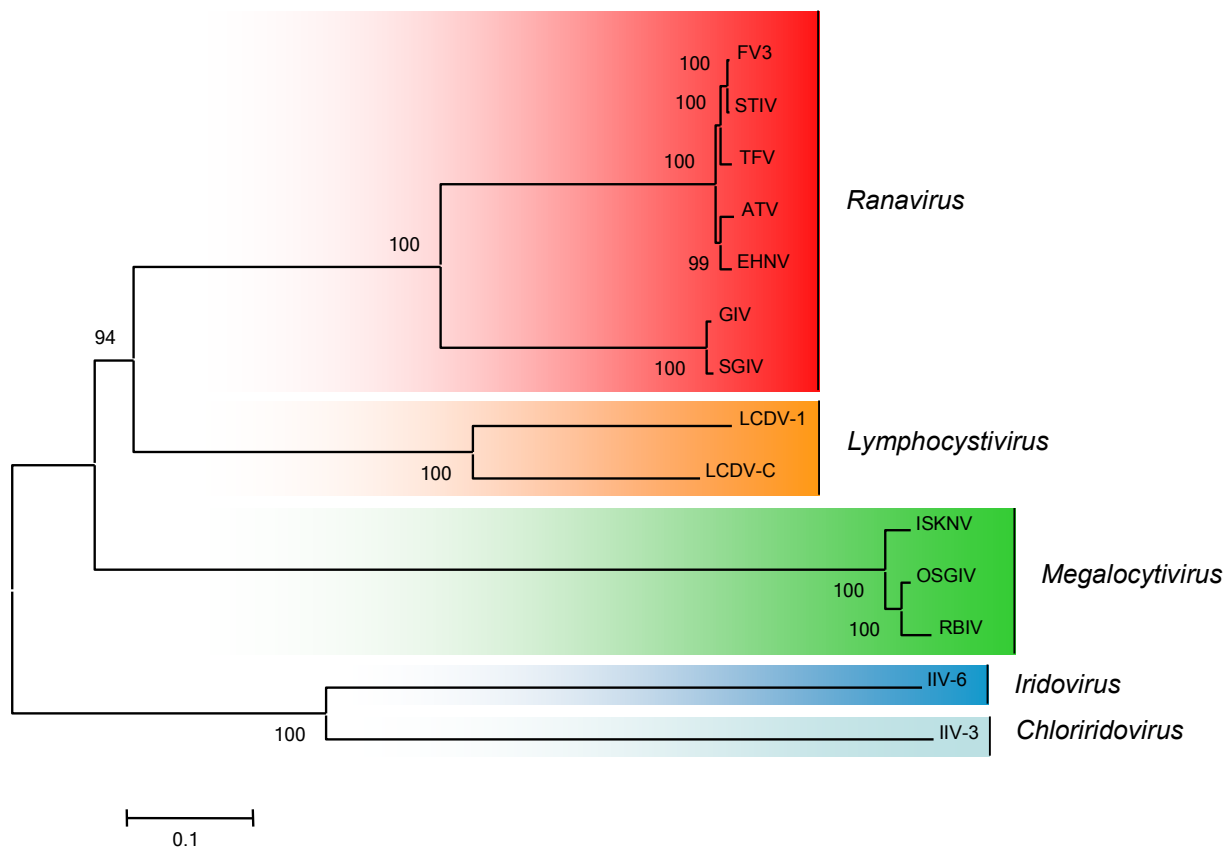 FV3
100
100
STIV
100
TFV
Ranavirus
ATV
100
99
EHNV
GIV
94
100
SGIV
LCDV-1
Lymphocystivirus
100
LCDV-C
ISKNV
Megalocytivirus
100
OSGIV
100
RBIV
IIV-6
Iridovirus
100
IIV-3
Chloriridovirus
0.1